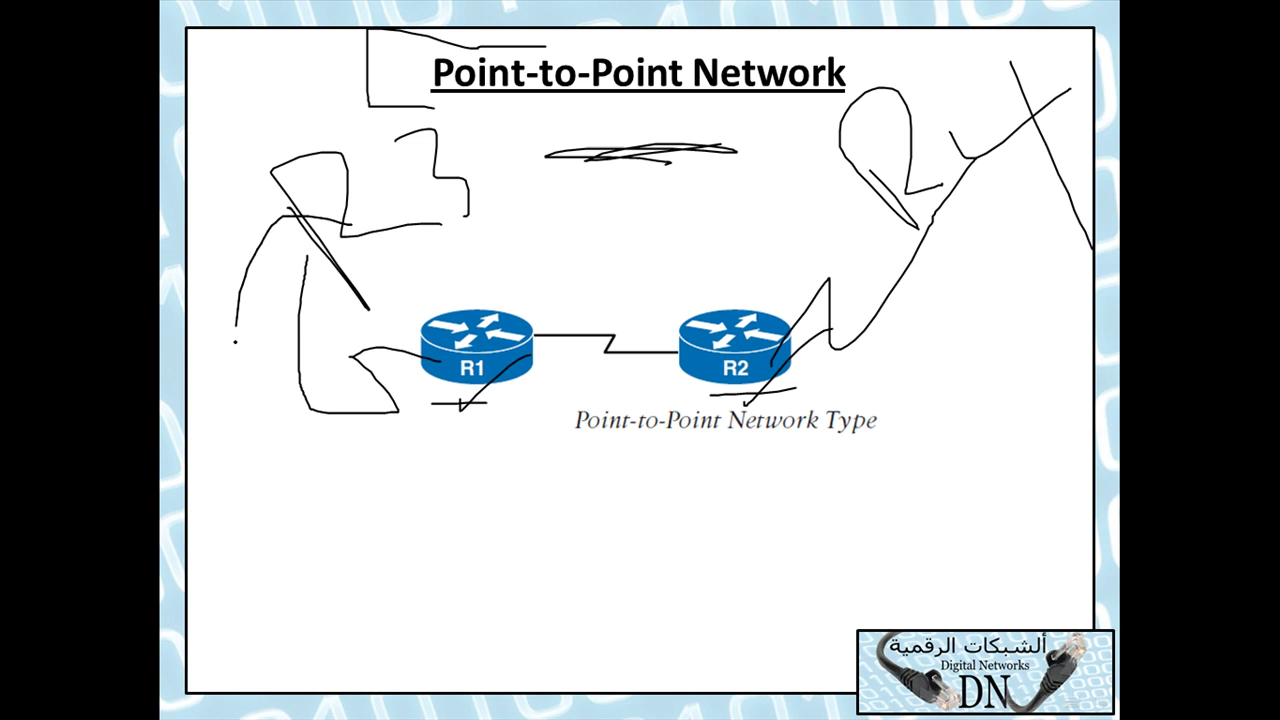 Point-to-Point Network
R1
R2
Point-to-Point Network Type
ألشبكات الرقمية
Digital Networks
DN